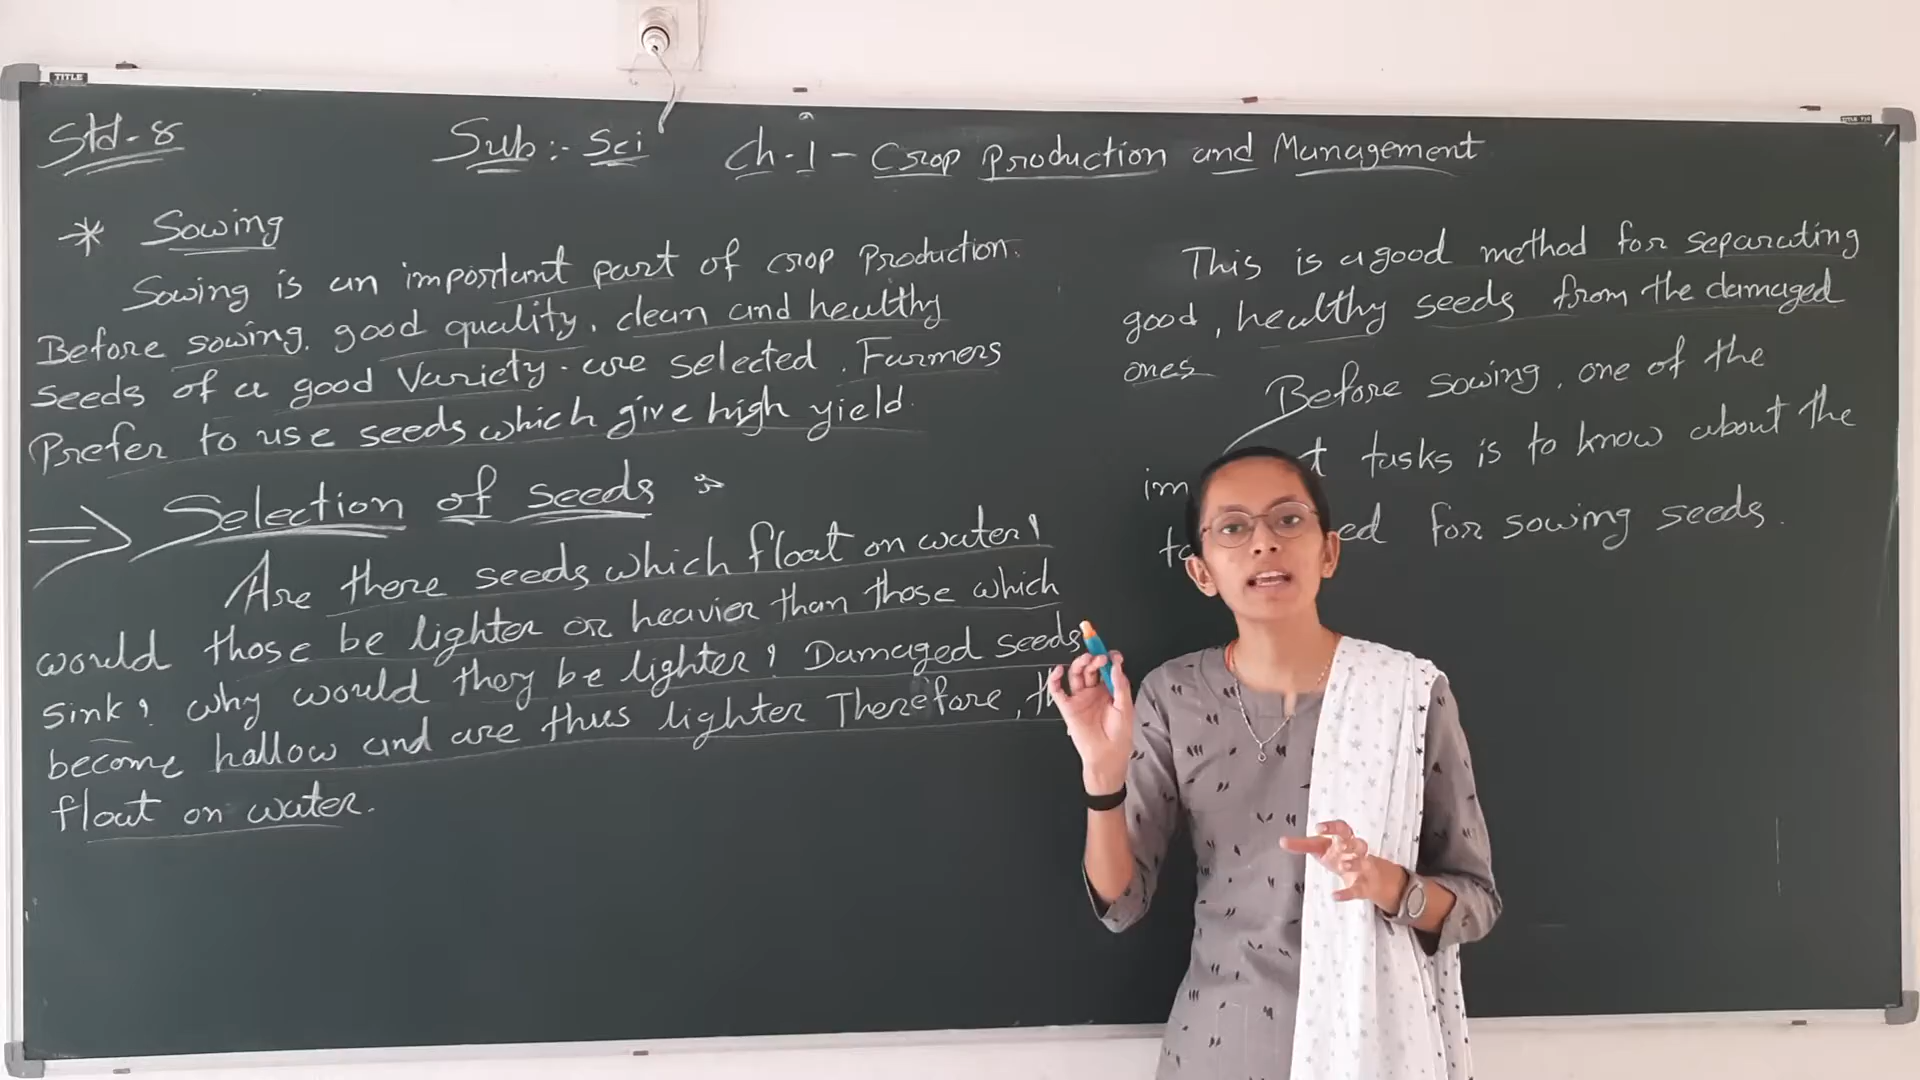 TITLE
Std-8
Sub:- Sci
Ch-1 - Crop Production and Management
* Sowing
Sowing is an important part of crop Production.
Before sowing, good quality, clean and healthy
seeds of a good Variety. are selected. Farmers
Prefer to use seeds which give high yield.
⇒ Selection of seeds :-
Are there seeds which float on water?
would those be lighter or heavier than those which
sink? why would they be lighter? Damaged seeds
become hallow and are thus lighter Therefore,
float on water.
This is a good method for separating
good, healthy seeds from the damaged
ones
Before sowing, one of the
tasks is to know about the
for sowing seeds.